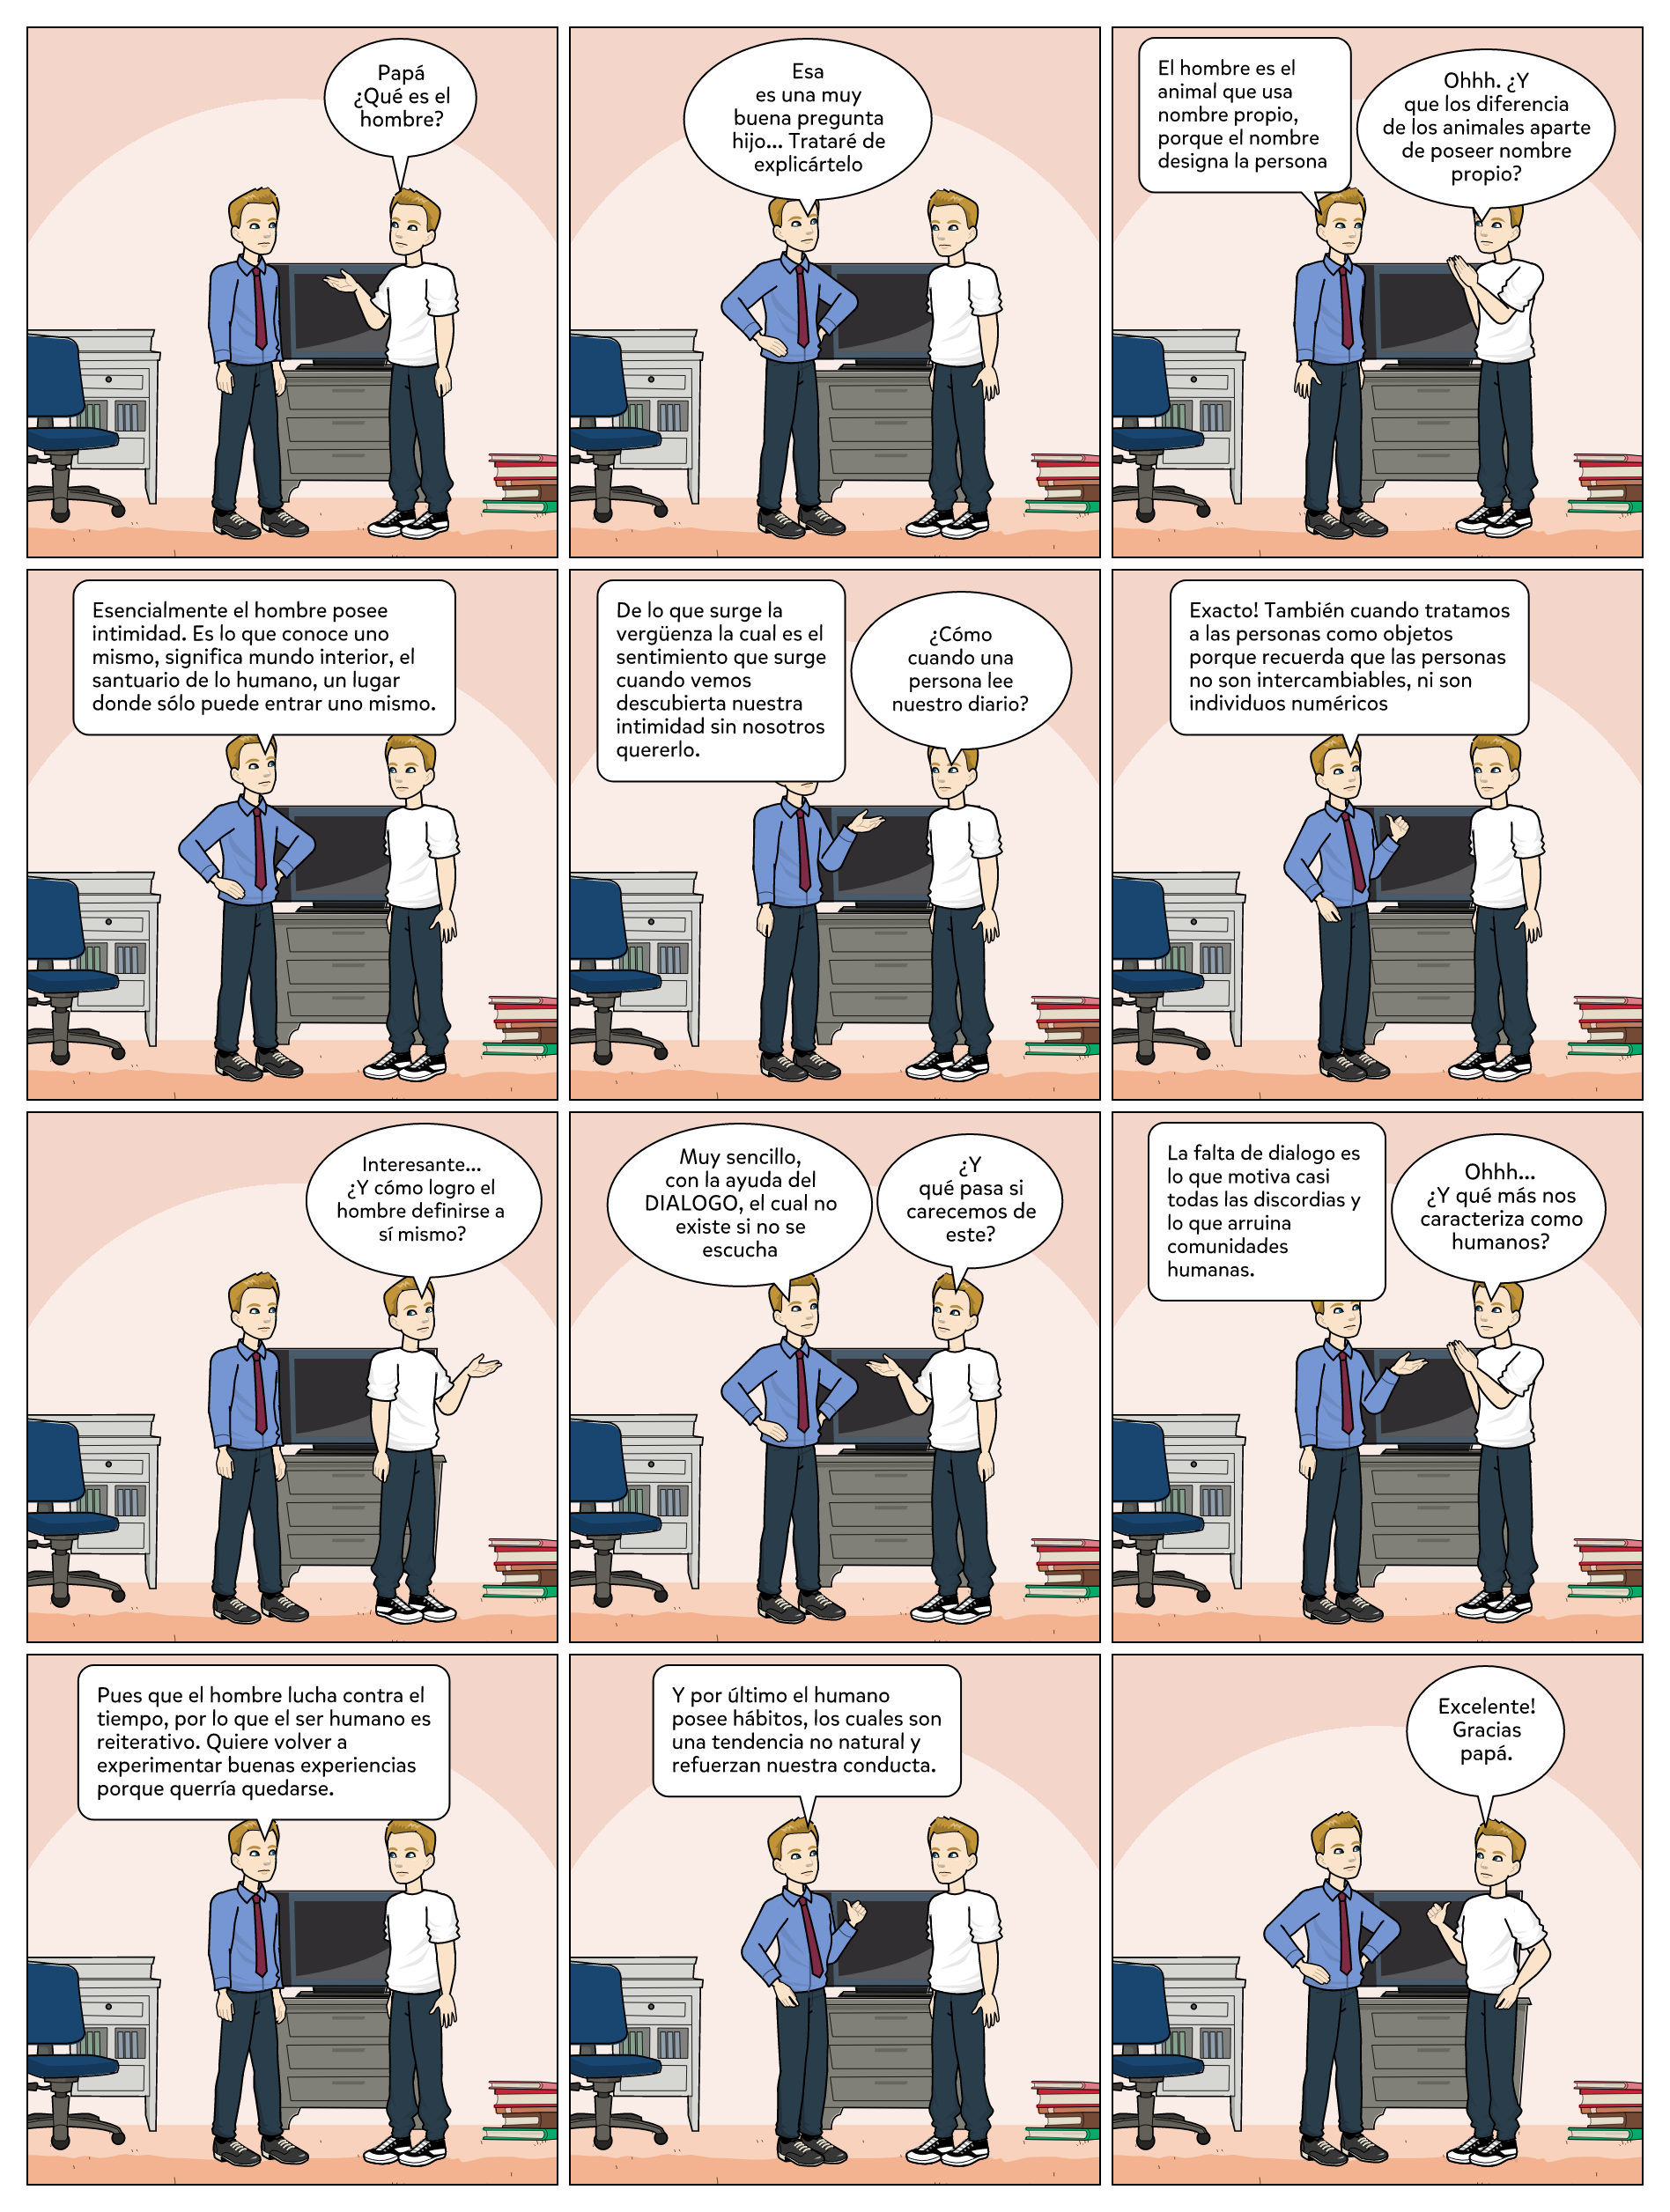 Papá
¿Qué es el
hombre?
Esa
es una muy
buena pregunta
hijo... Trataré de
explicártelo
El hombre es el
animal que usa
nombre propio,
porque el nombre
designa la persona
Ohhh. ¿Y
que los diferencia
de los animales aparte
de poseer nombre
propio?
Esencialmente el hombre posee
intimidad. Es lo que conoce uno
mismo, significa mundo interior, el
santuario de lo humano, un lugar
donde sólo puede entrar uno mismo.
De lo que surge la
vergüenza la cual es el
sentimiento que surge
cuando vemos
descubierta nuestra
intimidad sin nosotros
quererlo.
¿Cómo
cuando una
persona lee
nuestro diario?
Exacto! También cuando tratamos
a las personas como objetos
porque recuerda que las personas
no son intercambiables, ni son
individuos numéricos
Interesante...
¿Y cómo logro el
hombre definirse a
sí mismo?
Muy sencillo,
con la ayuda del
DIALOGO, el cual no
existe si no se
escucha
¿Y
qué pasa si
carecemos de
este?
La falta de dialogo es
lo que motiva casi
todas las discordias y
lo que arruina
comunidades
humanas.
Ohhh...
¿Y qué más nos
caracteriza como
humanos?
Pues que el hombre lucha contra el
tiempo, por lo que el ser humano es
reiterativo. Quiere volver a
experimentar buenas experiencias
porque querría quedarse.
Y por último el humano
posee hábitos, los cuales son
una tendencia no natural y
refuerzan nuestra conducta.
Excelente!
Gracias
papá.